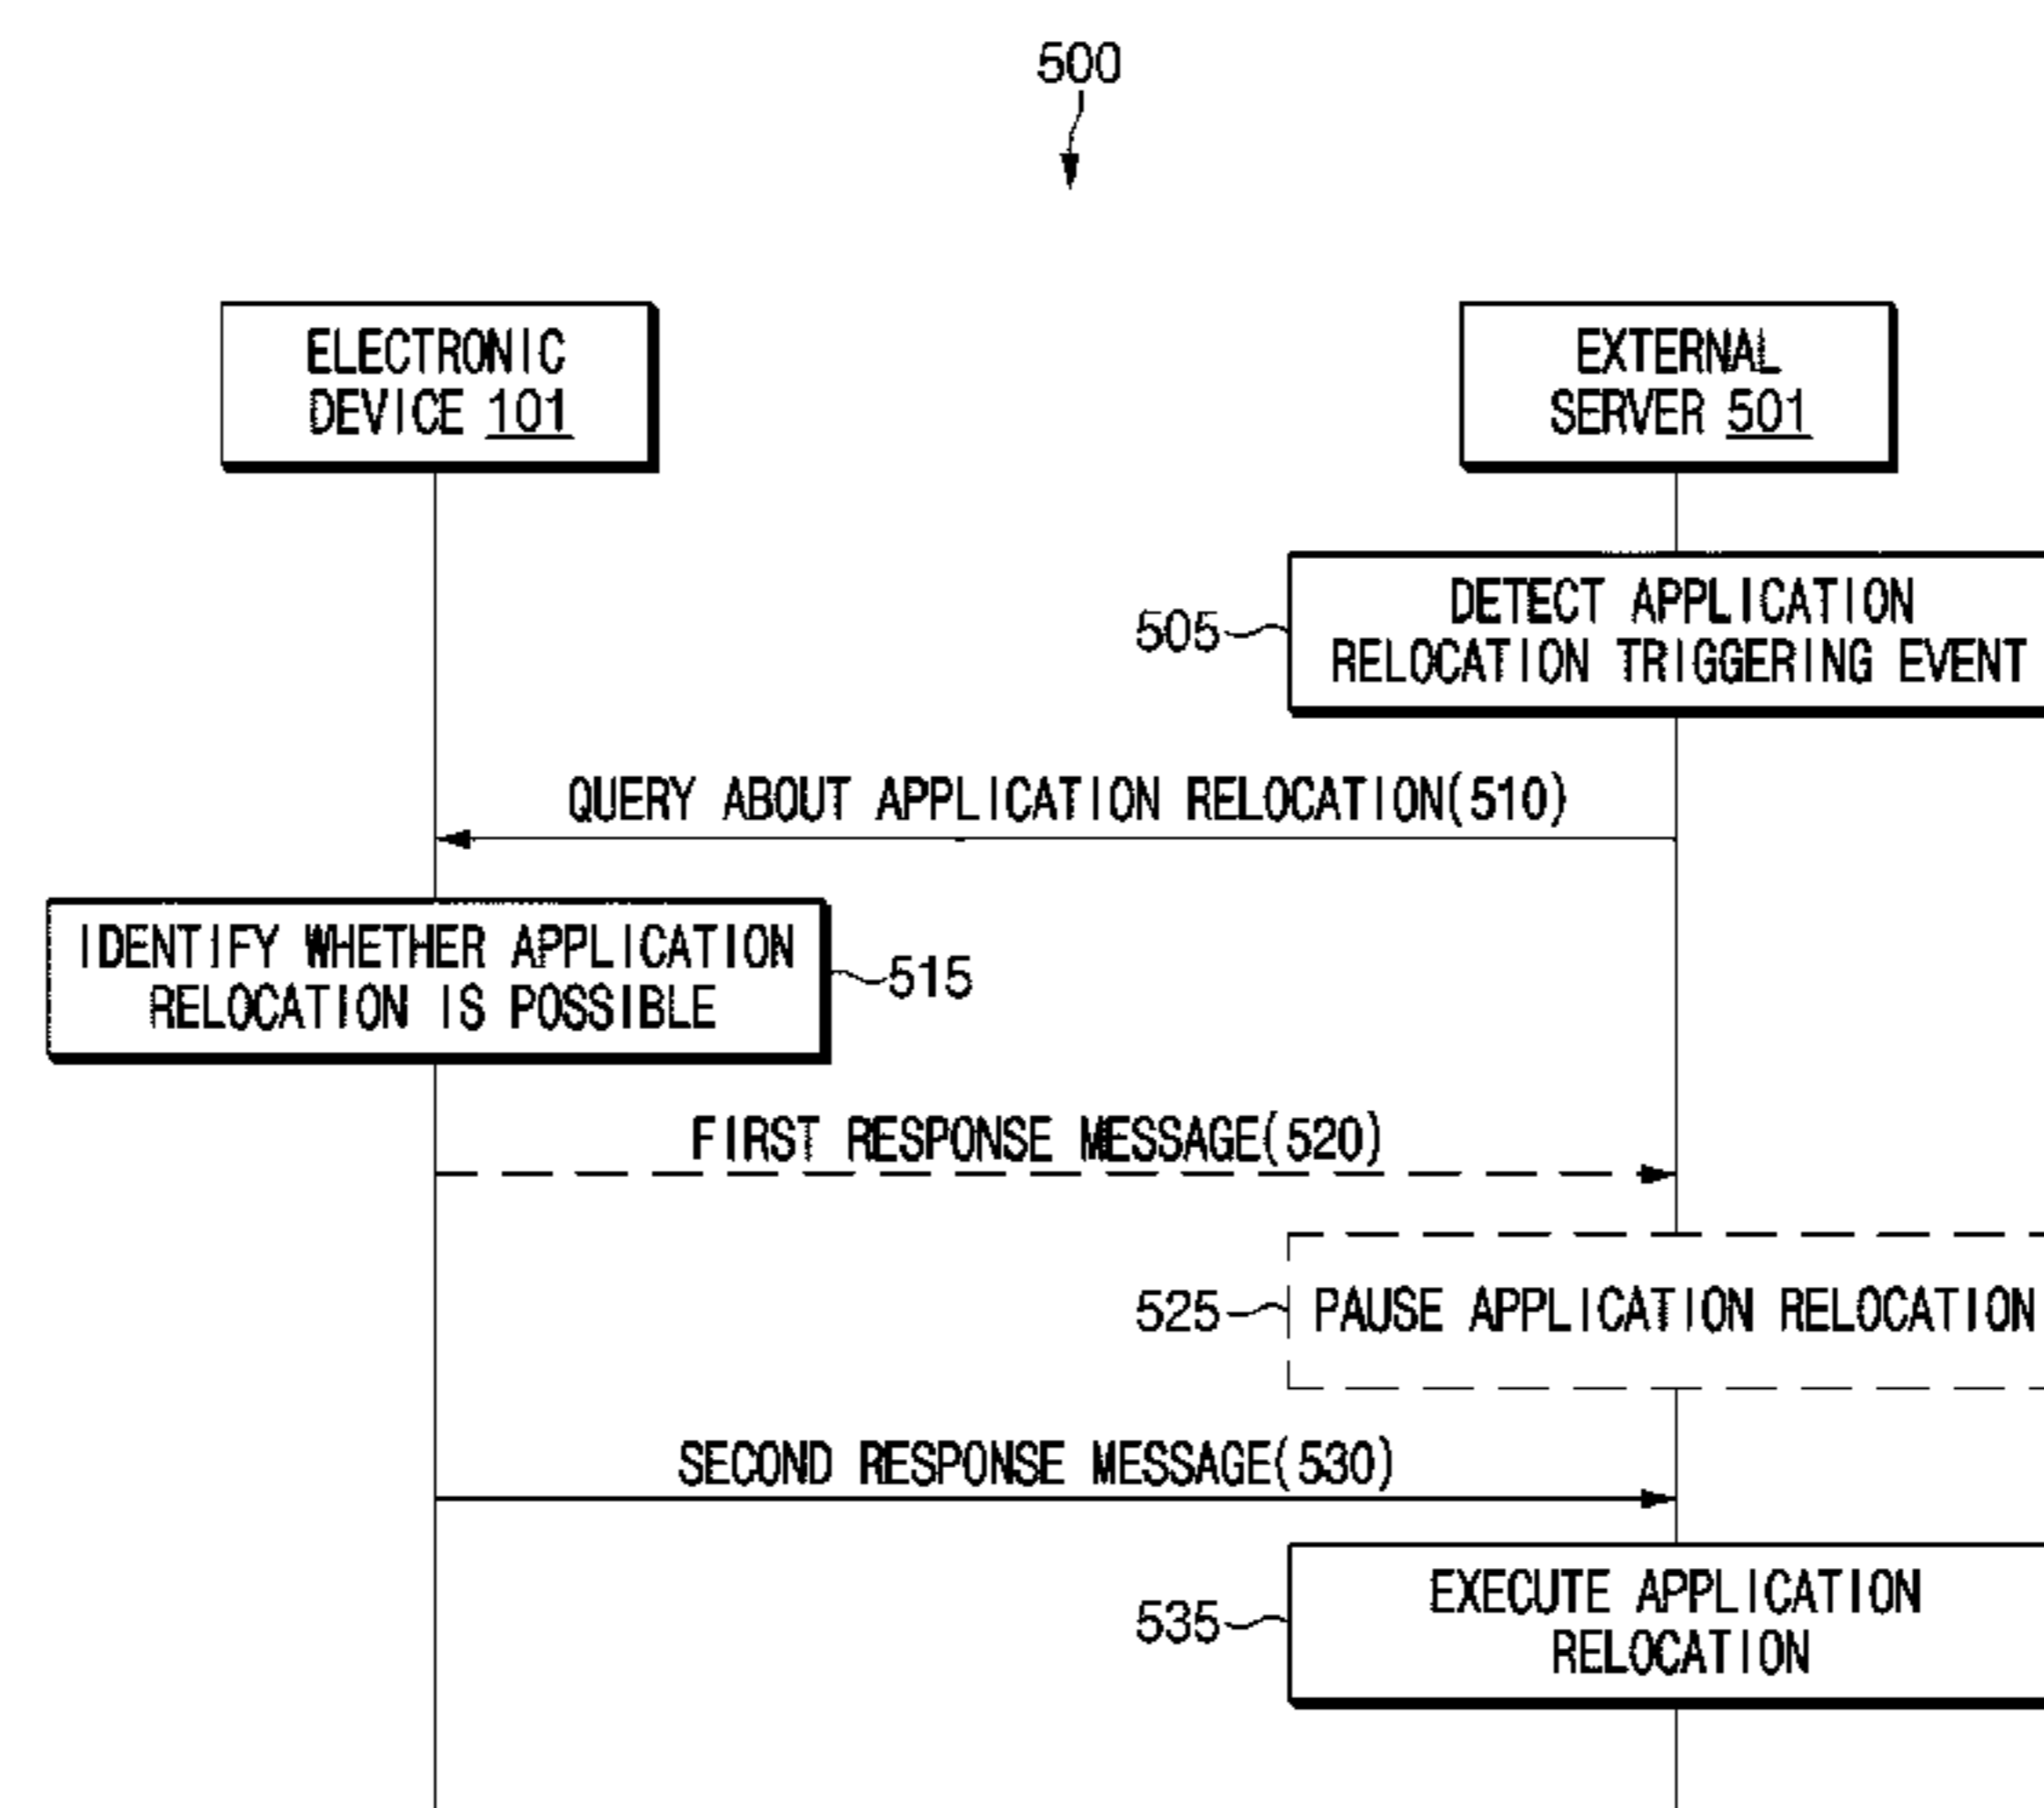 500
ELECTRONIC
DEVICE 101
EXTERNAL
SERVER 501
505
DETECT APPLICATION
RELOCATION TRIGGERING EVENT
QUERY ABOUT APPLICATION RELOCATION(510)
IDENTIFY WHETHER APPLICATION
RELOCATION IS POSSIBLE
515
FIRST RESPONSE MESSAGE(520)
525
PAUSE APPLICATION RELOCATION
SECOND RESPONSE MESSAGE(530)
535
EXECUTE APPLICATION
RELOCATION